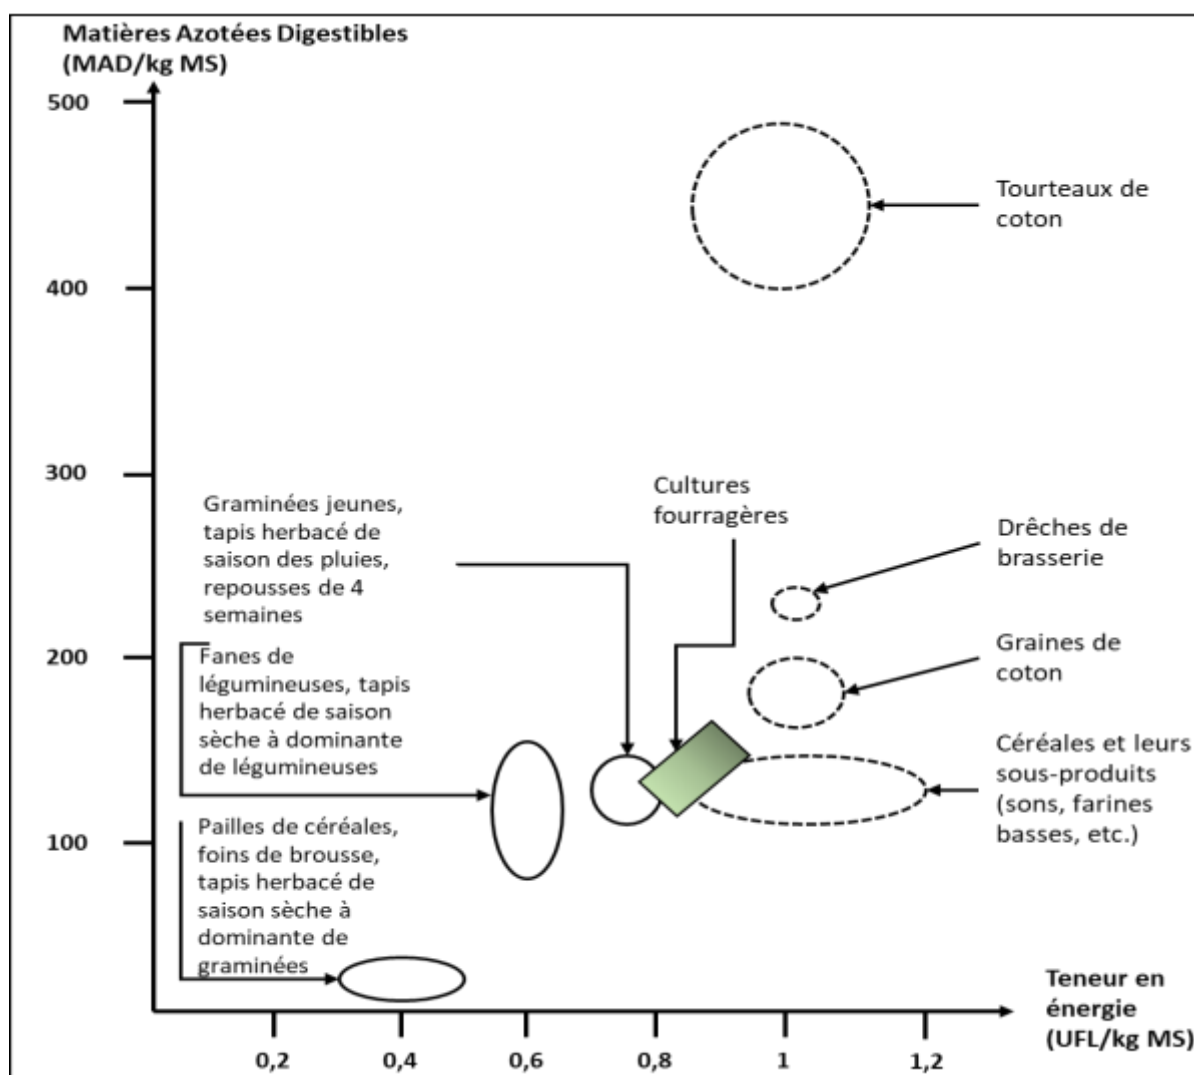 Matières Azotées Digestibles
(MAD/kg MS)
500
400
300
200
100
Tourteaux de
coton
Cultures
fourragères
Graminées jeunes,
tapis herbacé de
saison des pluies,
repousses de 4
semaines
Drêches de
brasserie
Fanes de
légumineuses, tapis
herbacé de saison
sèche à dominante
de légumineuses
Graines de
coton
Céréales et leurs
sous-produits
(sons, farines
basses, etc.)
Pailles de céréales,
foins de brousse,
tapis herbacé de
saison sèche à
dominante de
graminées
Teneur en
énergie
(UFL/kg MS)
0,2
0,4
0,6
0,8
1
1,2